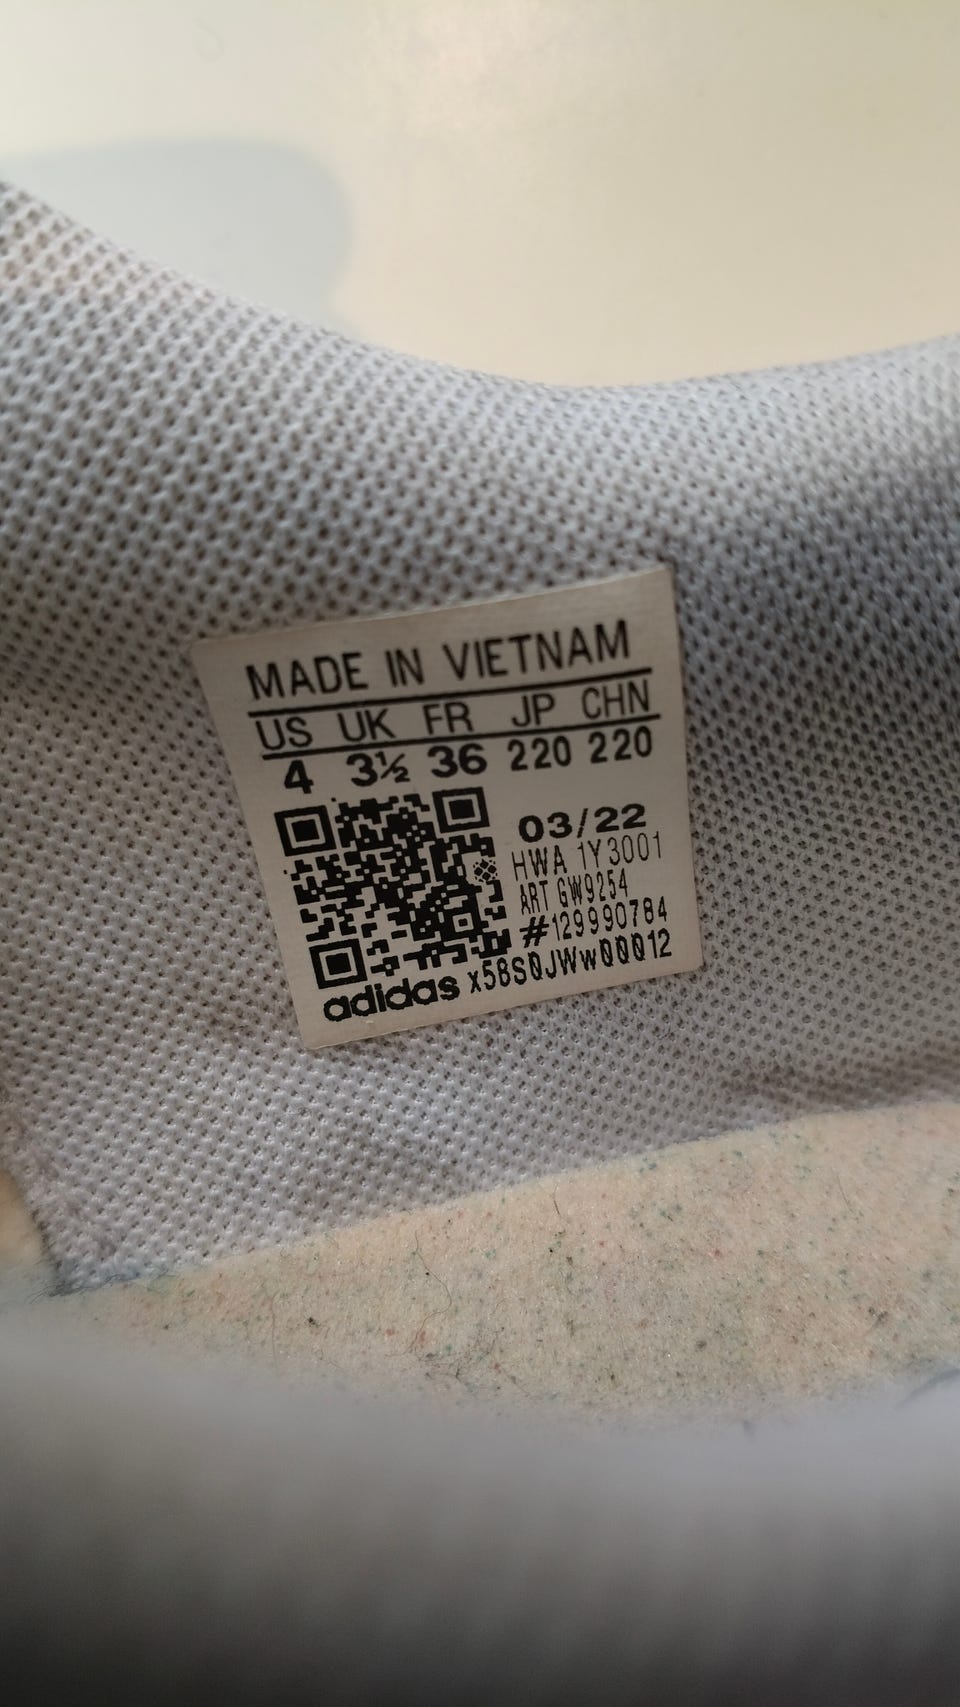 MADE IN VIETNAM
US UK FR JP CHN
4 3½ 36 220 220
03/22
HWA 1Y3001
ART GW9254
#129990784
adidas x58S0JWw00012